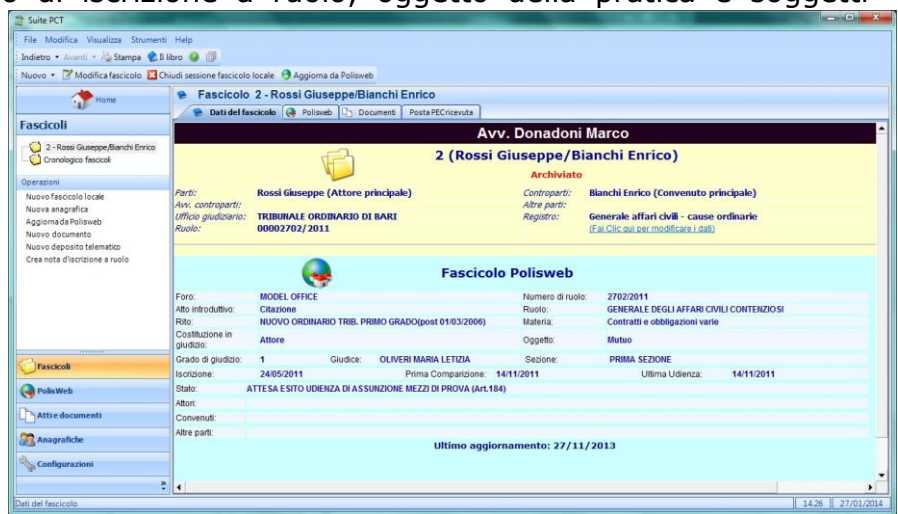 o di iscrizione a ruolo, oggetto della pratica e soggetti
Suite PCT
File Modifica Visualizza Strumenti Help
Indietro Avanti Stampa Il libro
Nuovo Modifica fascicolo Chiudi sessione fascicolo locale Aggiorna da Polisweb
Home
Fascicoli
2 - Rossi Giuseppe/Bianchi Enrico
Cronologico fascicoli
Operazioni
Nuovo fascicolo locale
Nuova anagrafica
Aggiorna da Polisweb
Nuovo documento
Nuovo deposito telematico
Crea nota d'iscrizione a ruolo
Fascicoli
PolisWeb
Atti e documenti
Anagrafiche
Configurazioni
Fascicolo 2 - Rossi Giuseppe/Bianchi Enrico
Dati del fascicolo Polisweb Documenti Posta PEC ricevuta
Avv. Donadoni Marco
2 (Rossi Giuseppe/Bianchi Enrico)
Archiviato
Parti: Rossi Giuseppe (Attore principale) Controparti: Bianchi Enrico (Convenuto principale)
Avv. controparti: Altre parti:
Ufficio giudiziario: TRIBUNALE ORDINARIO DI BARI Registro: Generale affari civili - cause ordinarie
Ruolo: 00002702/2011 (Fai Clic qui per modificare i dati)
Fascicolo Polisweb
Foro: MODEL OFFICE Numero di ruolo: 2702/2011
Atto introduttivo: Citazione Ruolo: GENERALE DEGLI AFFARI CIVILI CONTENZIOSI
Rito: NUOVO ORDINARIO TRIB. PRIMO GRADO(post 01/03/2006) Materia: Contratti e obbligazioni varie
Costituzione in giudizio: Attore Oggetto: Mutuo
Grado di giudizio: 1 Giudice: OLIVERI MARIA LETIZIA Sezione: PRIMA SEZIONE
Iscrizione: 24/05/2011 Prima Comparizione: 14/11/2011 Ultima Udienza: 14/11/2011
Stato: ATTESA ESITO UDIENZA DI ASSUNZIONE MEZZI DI PROVA (Art.184)
Attori:
Convenuti:
Altre parti:
Ultimo aggiornamento: 27/11/2013
Dati del fascicolo 14.26 27/01/2014